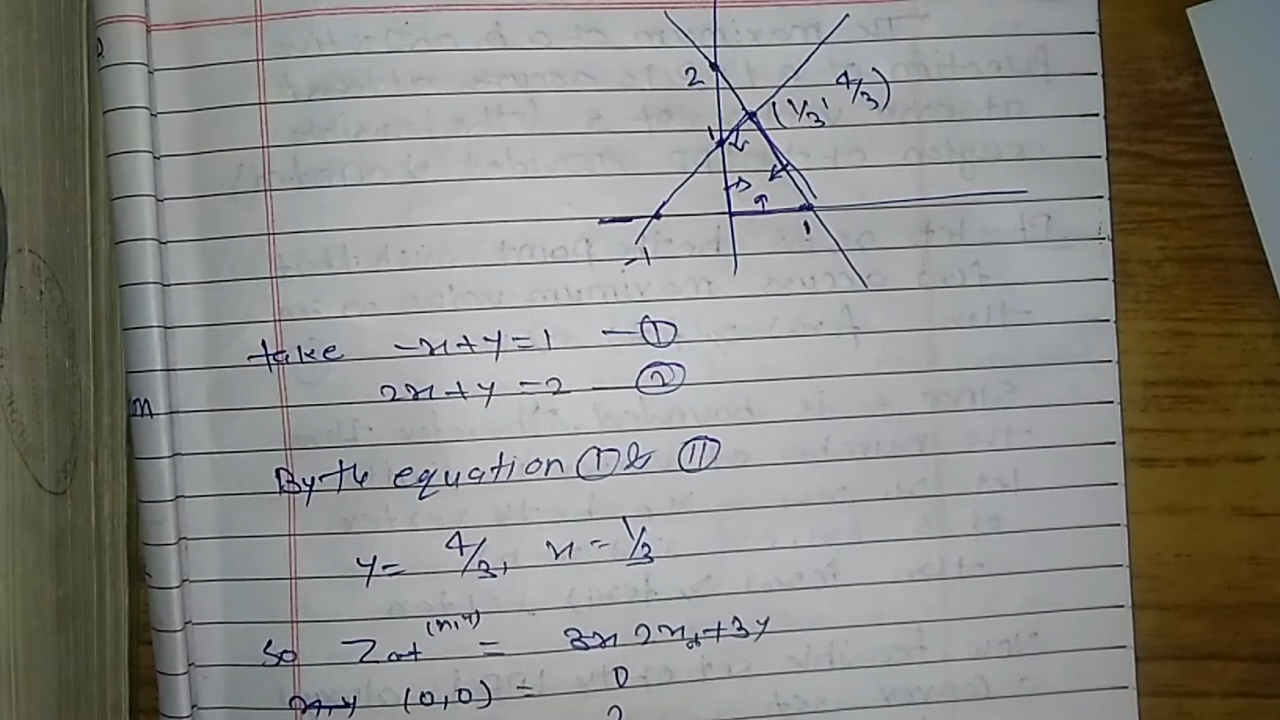 2
(1/3, 4/3)
1
-1
1
take -x+y=1 -①
2x+y=2 -②
By the equation ① & ⑪
y= 4/3, x = 1/3
So Z at (x,y) = 2x+3y
(0,0) = 0